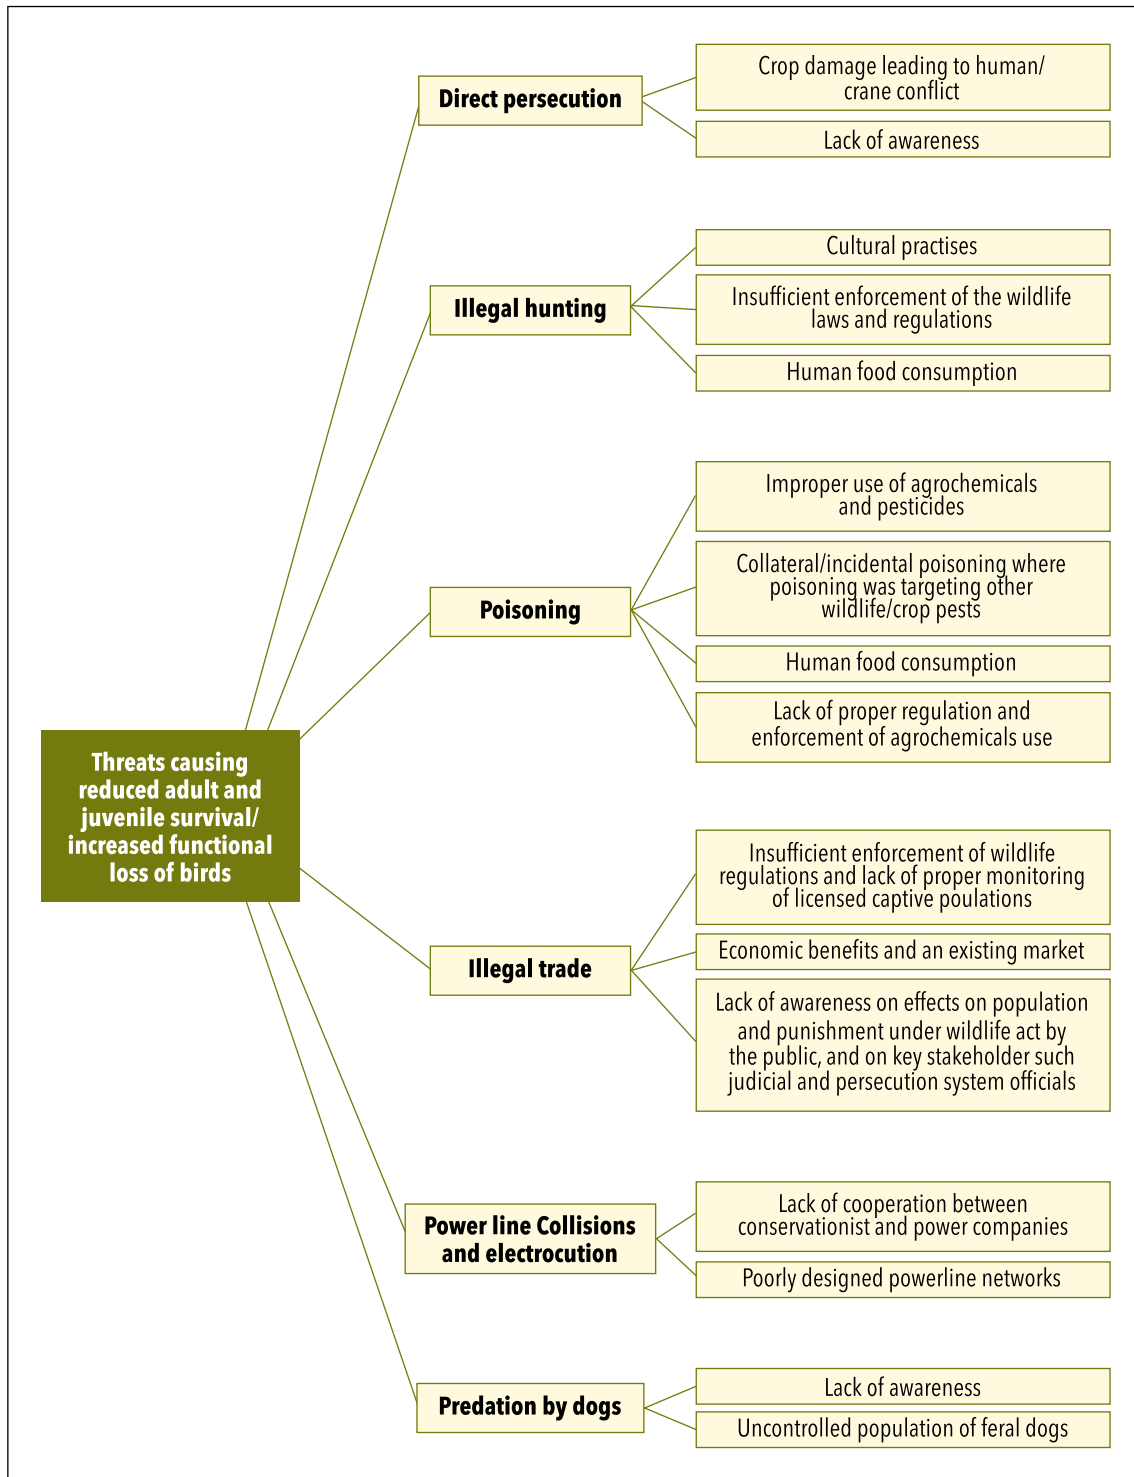 Direct persecution
Crop damage leading to human/
crane conflict
Lack of awareness
Illegal hunting
Cultural practises
Insufficient enforcement of the wildlife
laws and regulations
Human food consumption
Poisoning
Improper use of agrochemicals
and pesticides
Collateral/incidental poisoning where
poisoning was targeting other
wildlife/crop pests
Human food consumption
Lack of proper regulation and
enforcement of agrochemicals use
Threats causing
reduced adult and
juvenile survival/
increased functional
loss of birds
Illegal trade
Insufficient enforcement of wildlife
regulations and lack of proper monitoring
of licensed captive poulations
Economic benefits and an existing market
Lack of awareness on effects on population
and punishment under wildlife act by
the public, and on key stakeholder such
judicial and persecution system officials
Power line Collisions
and electrocution
Lack of cooperation between
conservationist and power companies
Poorly designed powerline networks
Predation by dogs
Lack of awareness
Uncontrolled population of feral dogs